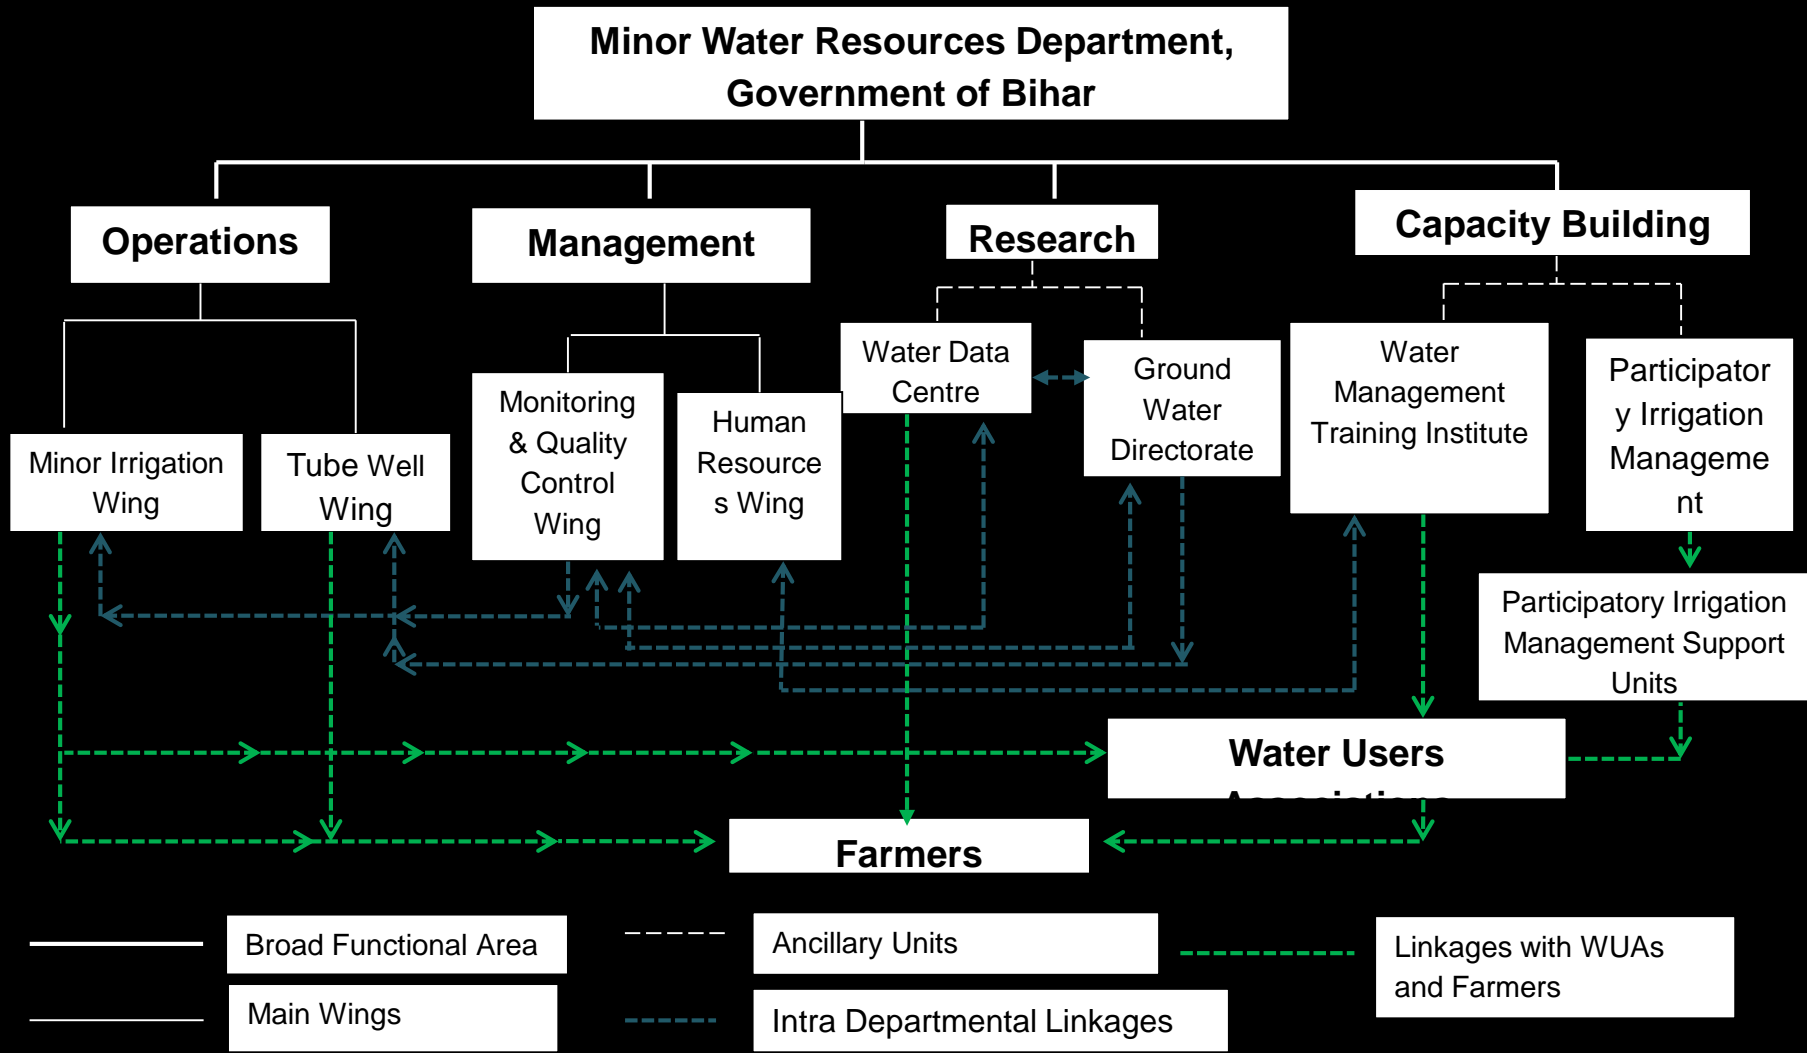 Minor Water Resources Department,
Government of Bihar
Operations
Management
Research
Capacity Building
Minor Irrigation
Wing
Tube Well
Wing
Monitoring
& Quality
Control
Wing
Human
Resource
s Wing
Water Data
Centre
Ground
Water
Directorate
Water
Management
Training Institute
Participator
y Irrigation
Manageme
nt
Participatory Irrigation
Management Support
Units
Water Users
Farmers
Broad Functional Area
Main Wings
Ancillary Units
Intra Departmental Linkages
Linkages with WUAs
and Farmers